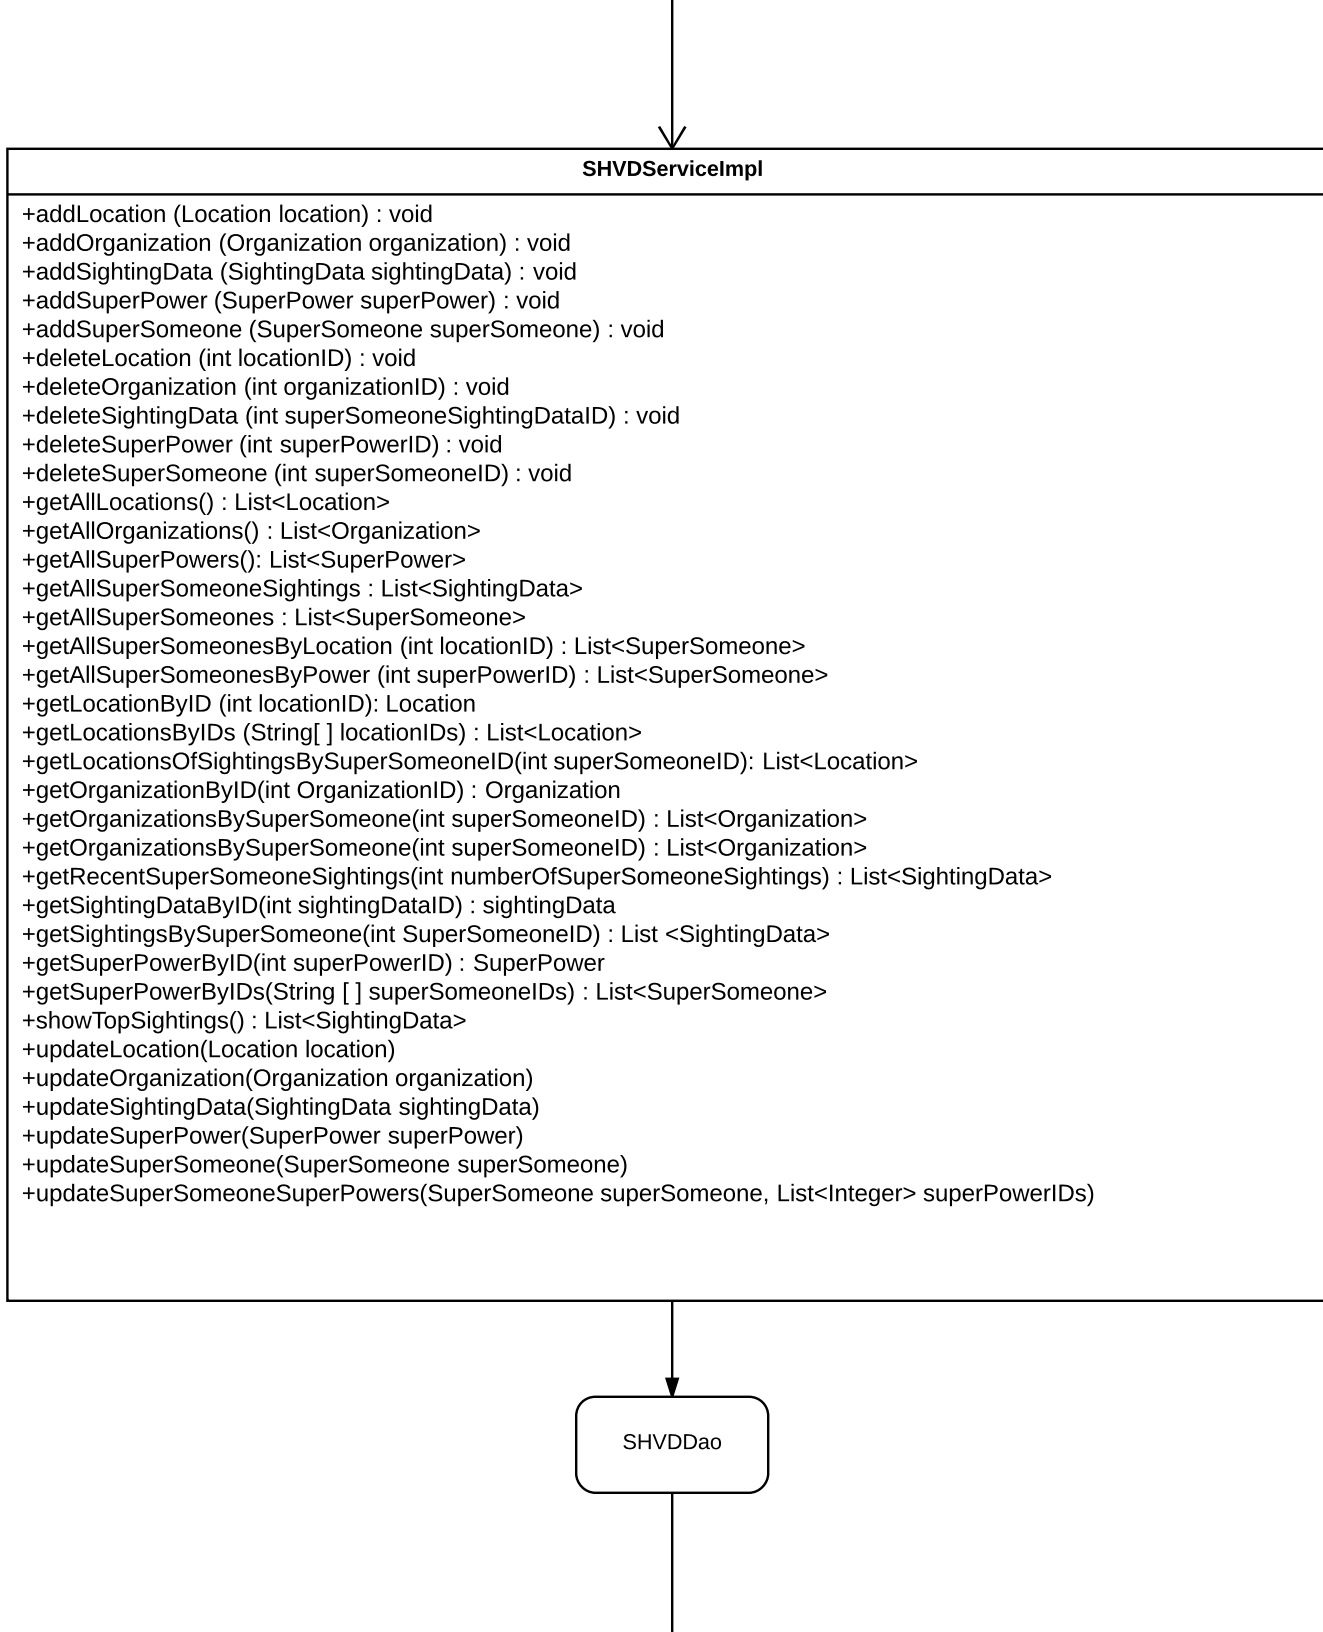 SHVDServiceImpl
+addLocation (Location location) : void
+addOrganization (Organization organization) : void
+addSightingData (SightingData sightingData) : void
+addSuperPower (SuperPower superPower) : void
+addSuperSomeone (SuperSomeone superSomeone) : void
+deleteLocation (int locationID) : void
+deleteOrganization (int organizationID) : void
+deleteSightingData (int superSomeoneSightingDataID) : void
+deleteSuperPower (int superPowerID) : void
+deleteSuperSomeone (int superSomeoneID) : void
+getAllLocations() : List<Location>
+getAllOrganizations() : List<Organization>
+getAllSuperPowers(): List<SuperPower>
+getAllSuperSomeoneSightings : List<SightingData>
+getAllSuperSomeones : List<SuperSomeone>
+getAllSuperSomeonesByLocation (int locationID) : List<SuperSomeone>
+getAllSuperSomeonesByPower (int superPowerID) : List<SuperSomeone>
+getLocationByID (int locationID): Location
+getLocationsByIDs (String[ ] locationIDs) : List<Location>
+getLocationsOfSightingsBySuperSomeoneID(int superSomeoneID): List<Location>
+getOrganizationByID(int OrganizationID) : Organization
+getOrganizationsBySuperSomeone(int superSomeoneID) : List<Organization>
+getOrganizationsBySuperSomeone(int superSomeoneID) : List<Organization>
+getRecentSuperSomeoneSightings(int numberOfSuperSomeoneSightings) : List<SightingData>
+getSightingDataByID(int sightingDataID) : sightingData
+getSightingsBySuperSomeone(int SuperSomeoneID) : List <SightingData>
+getSuperPowerByID(int superPowerID) : SuperPower
+getSuperPowerByIDs(String [ ] superSomeoneIDs) : List<SuperSomeone>
+showTopSightings() : List<SightingData>
+updateLocation(Location location)
+updateOrganization(Organization organization)
+updateSightingData(SightingData sightingData)
+updateSuperPower(SuperPower superPower)
+updateSuperSomeone(SuperSomeone superSomeone)
+updateSuperSomeoneSuperPowers(SuperSomeone superSomeone, List<Integer> superPowerIDs)
SHVDDao